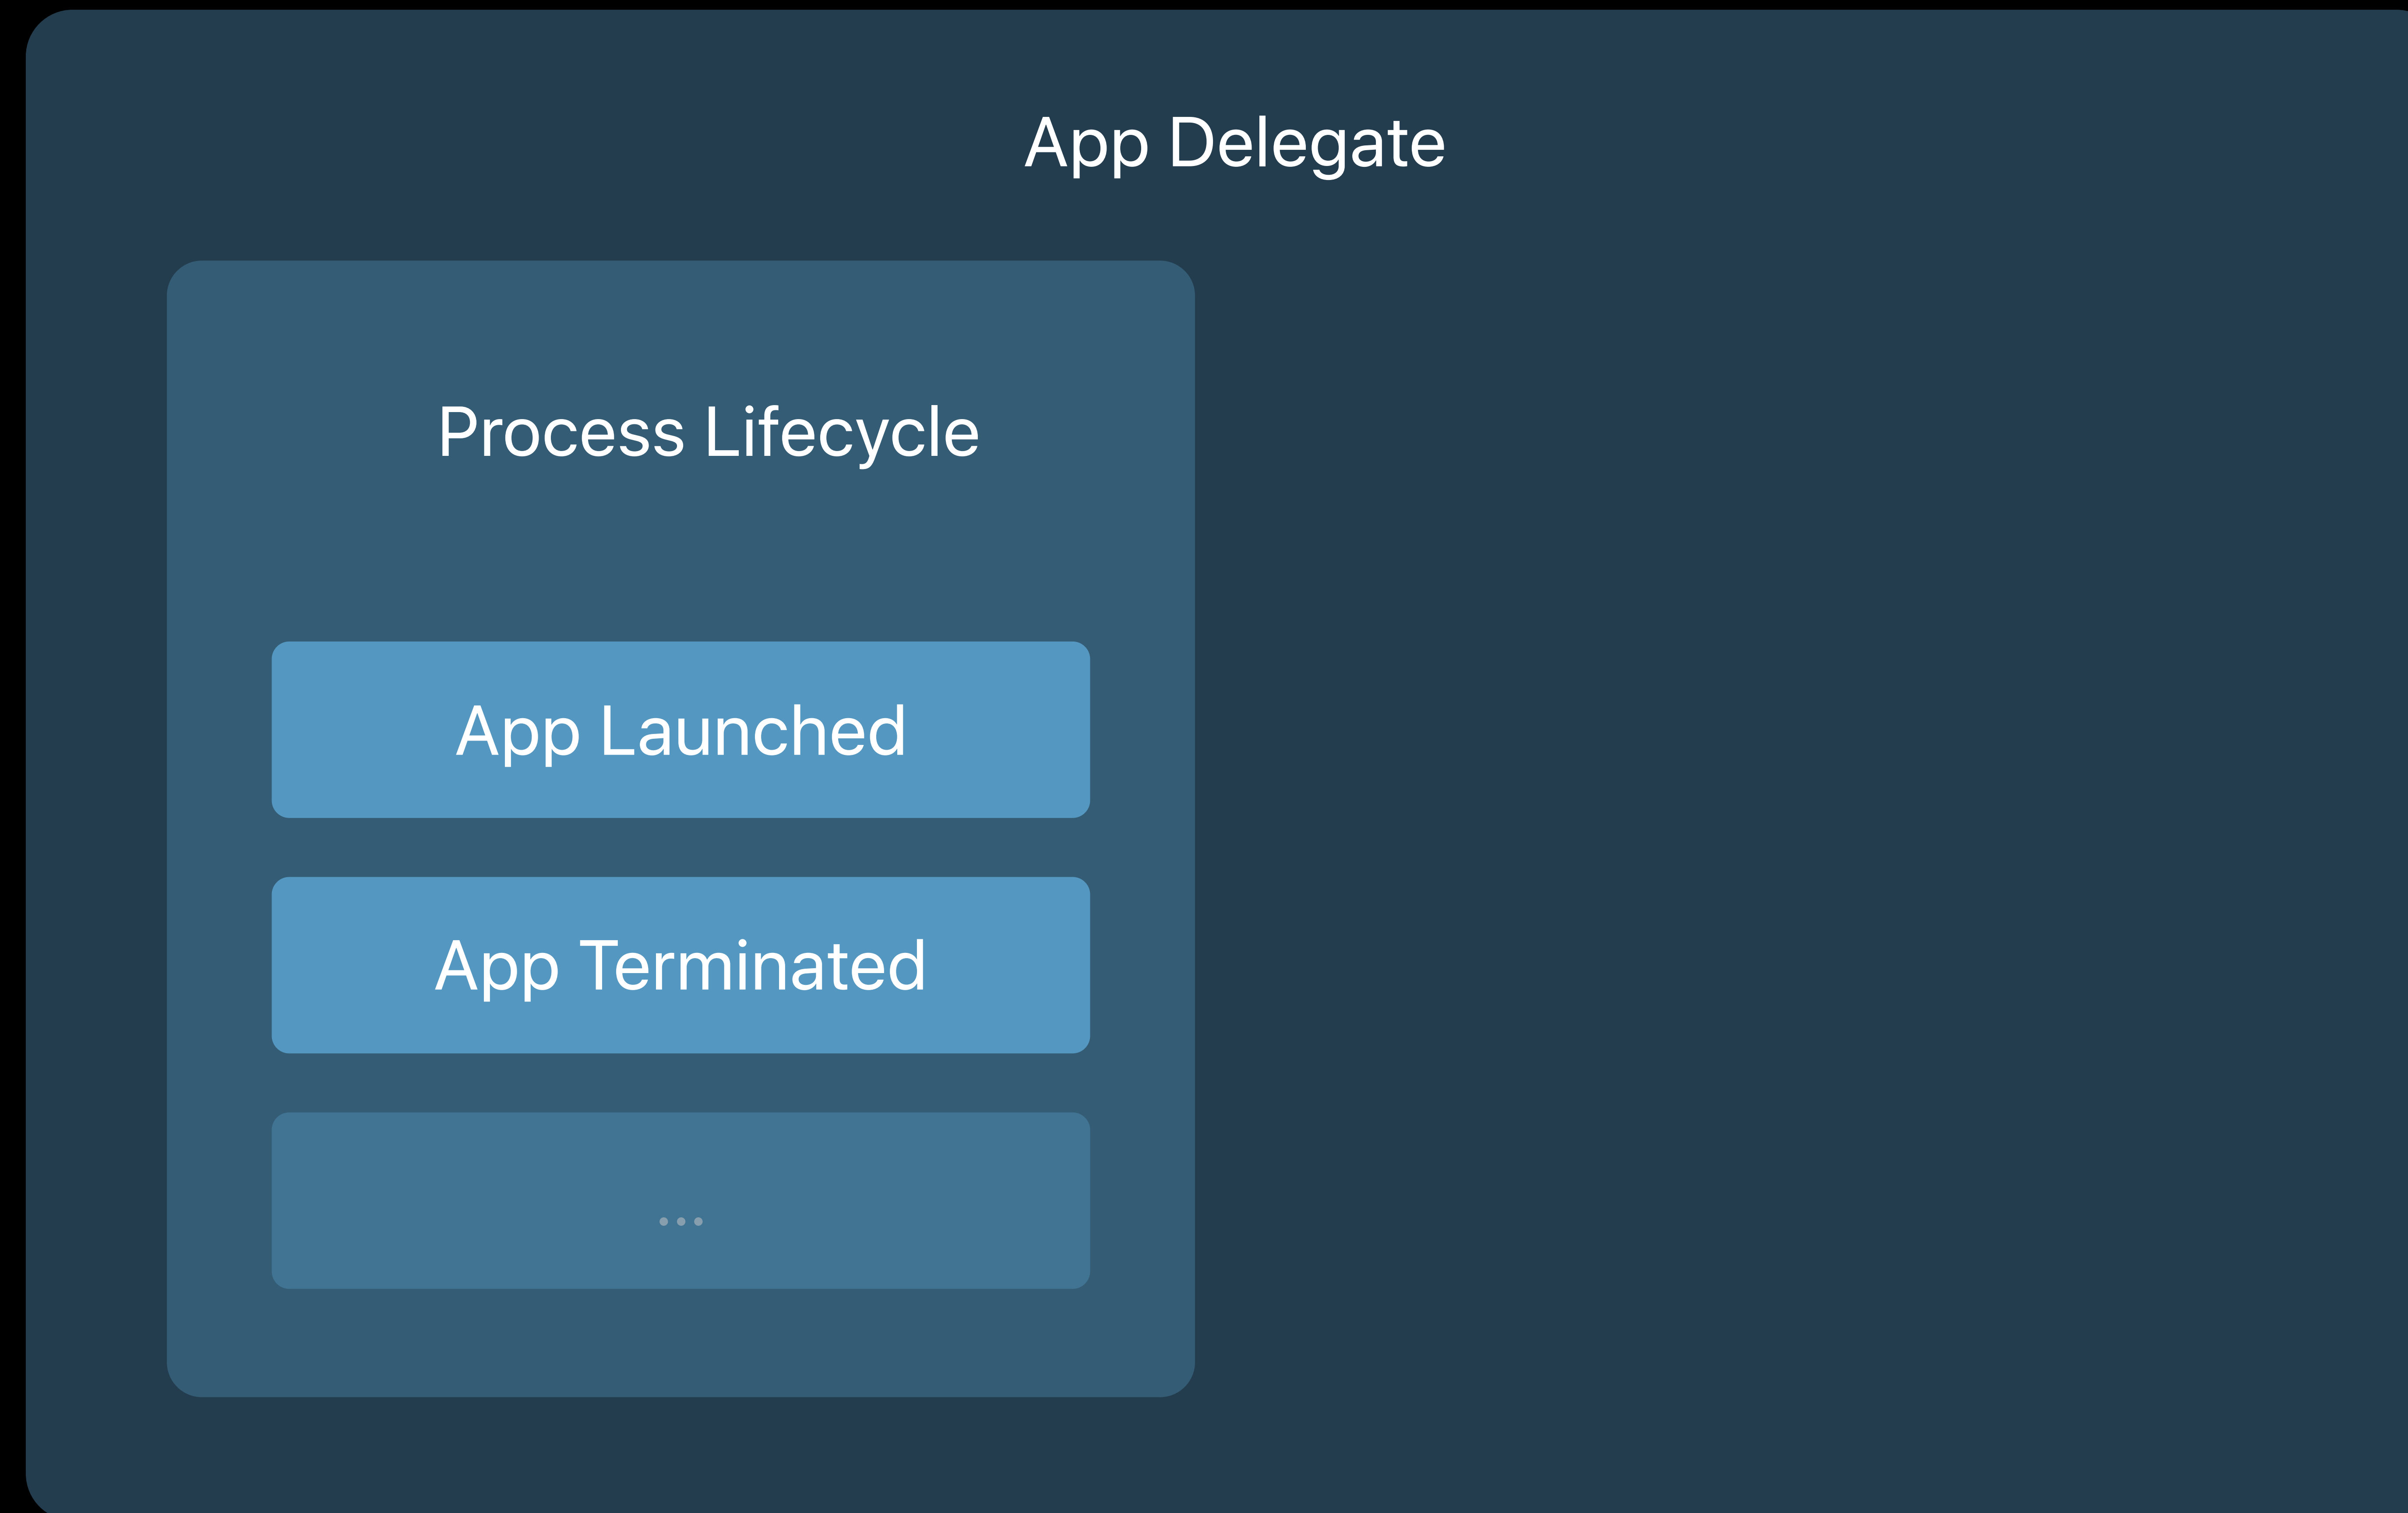 App Delegate
Process Lifecycle
App Launched
App Terminated
...